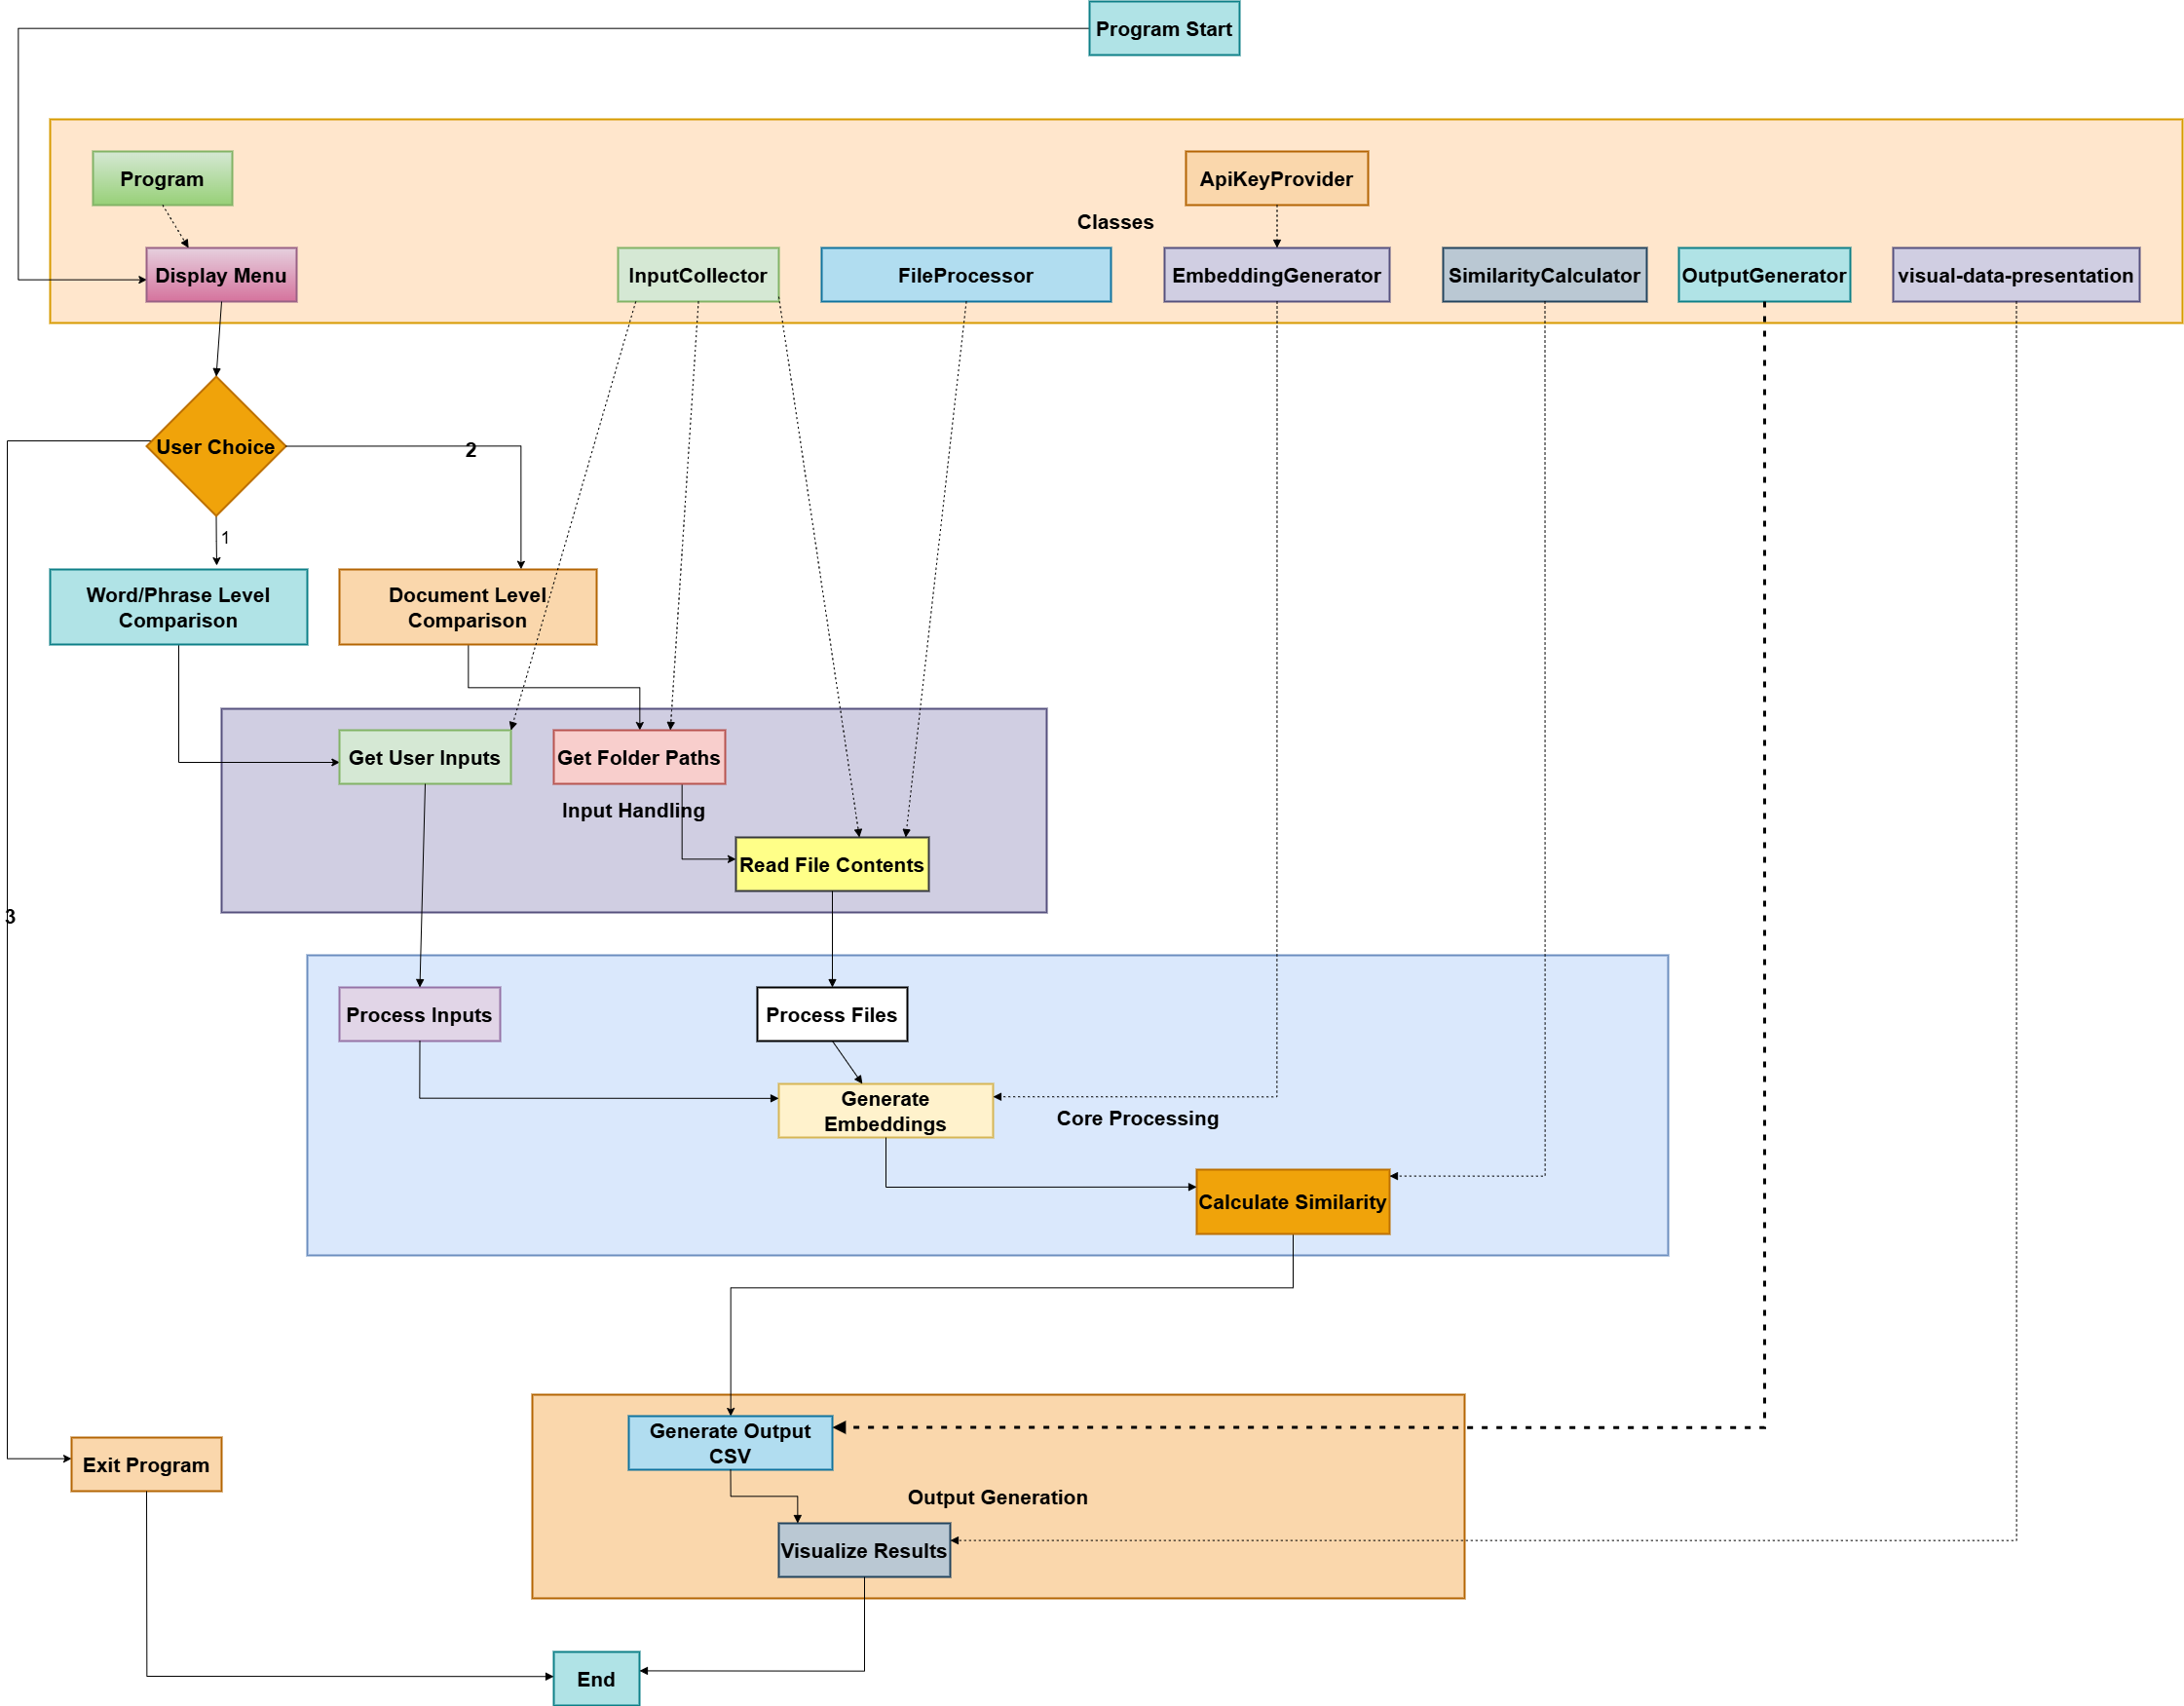 Program Start
Program
ApiKeyProvider
Classes
Display Menu
InputCollector
FileProcessor
EmbeddingGenerator
SimilarityCalculator
OutputGenerator
visual-data-presentation
User Choice
2
1
Word/Phrase Level
Comparison
Document Level
Comparison
Get User Inputs
Get Folder Paths
Input Handling
Read File Contents
3
Process Inputs
Process Files
Generate
Embeddings
Core Processing
Calculate Similarity
Generate Output
CSV
Exit Program
Output Generation
Visualize Results
End